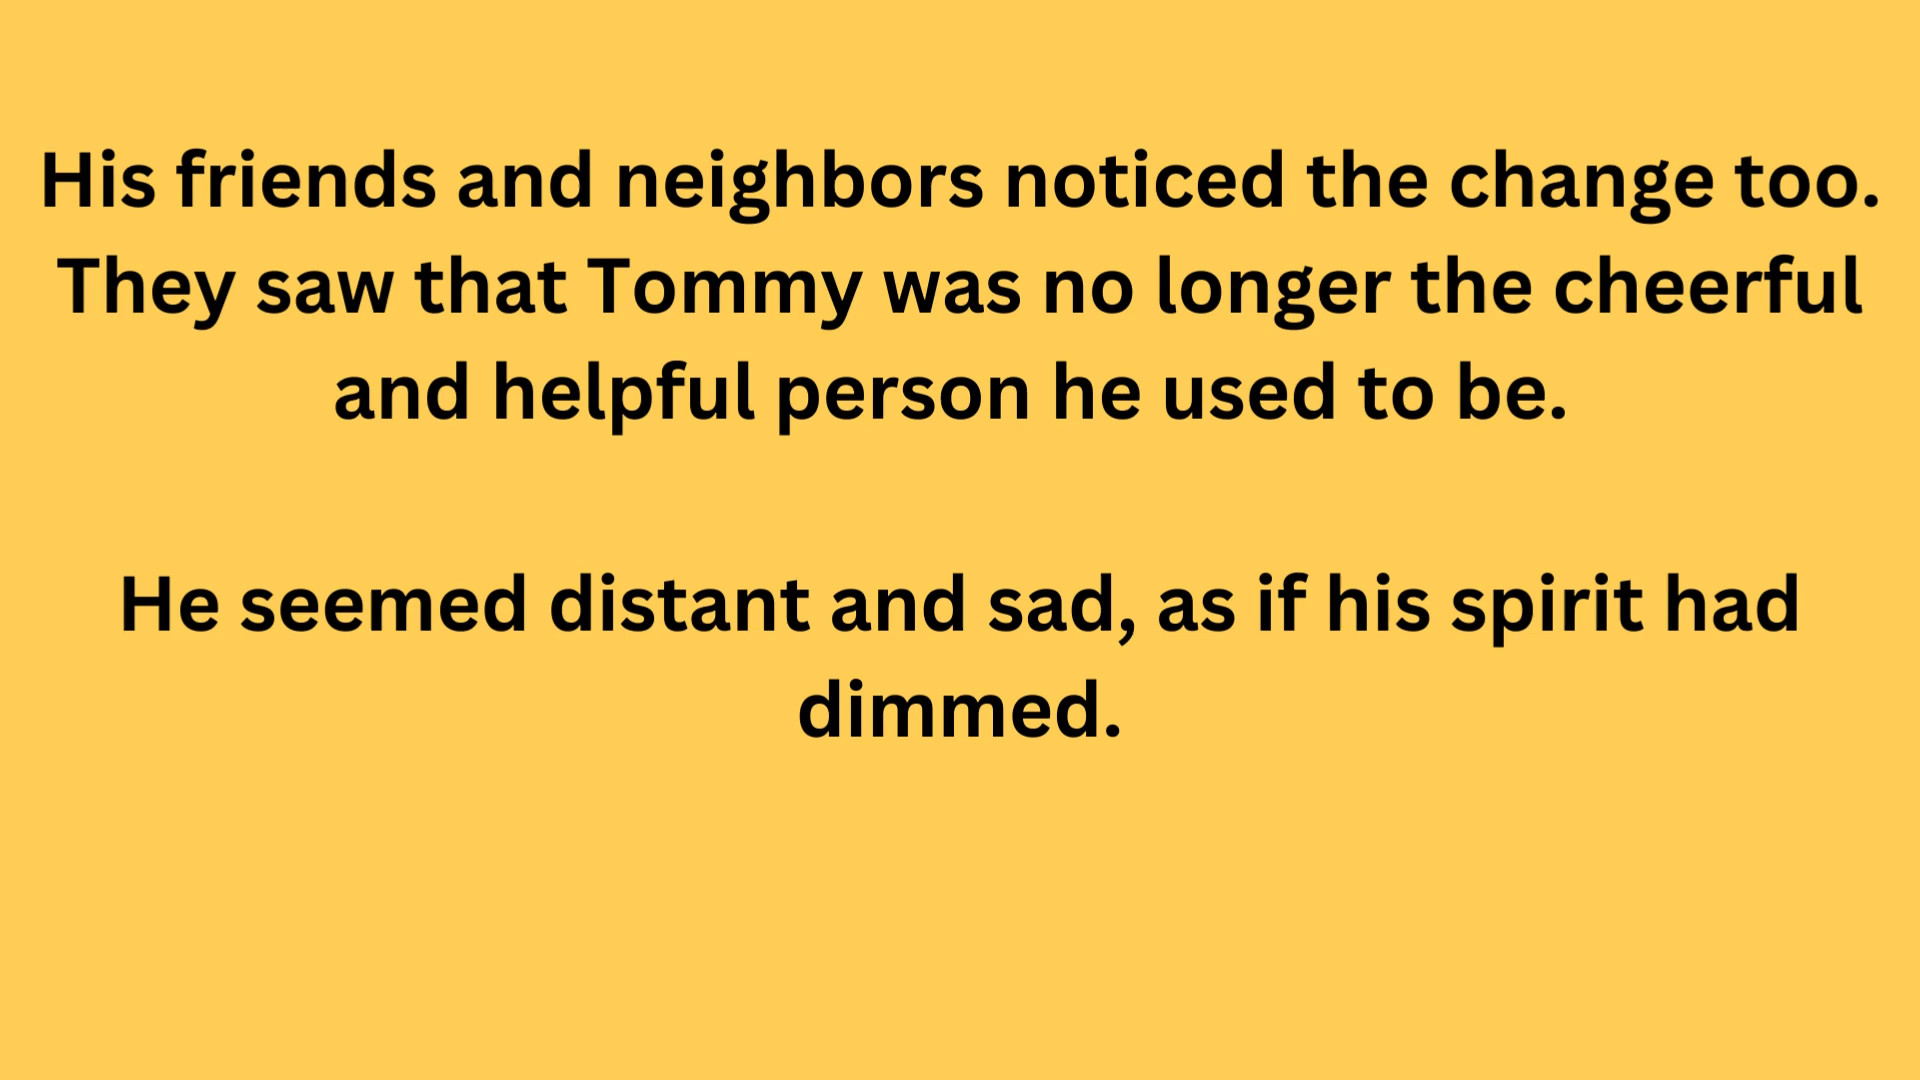 His friends and neighbors noticed the change too.
They saw that Tommy was no longer the cheerful
and helpful person he used to be.
He seemed distant and sad, as if his spirit had
dimmed.